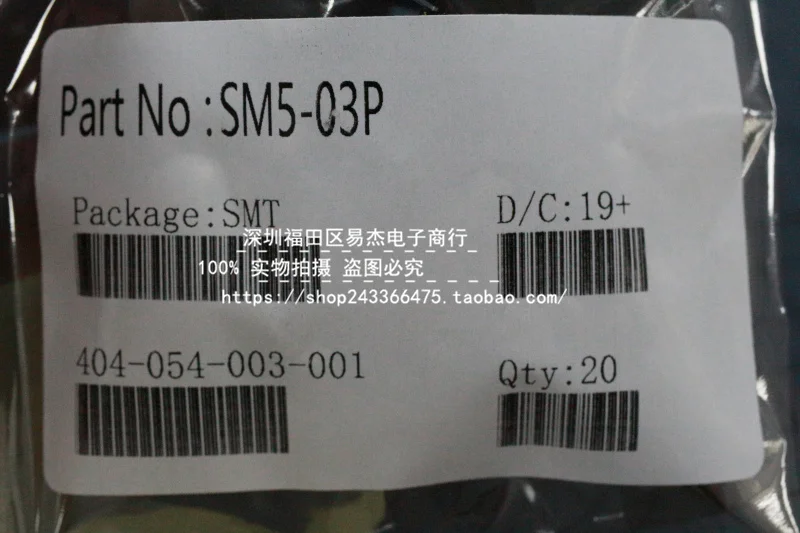 Part No :SM5-03P
Package:SMT
D/C:19+
深圳福田区易杰电子商行
100% 实物拍摄 盗图必究
https://shop243366475.taobao.com/
404-054-003-001
Qty:20